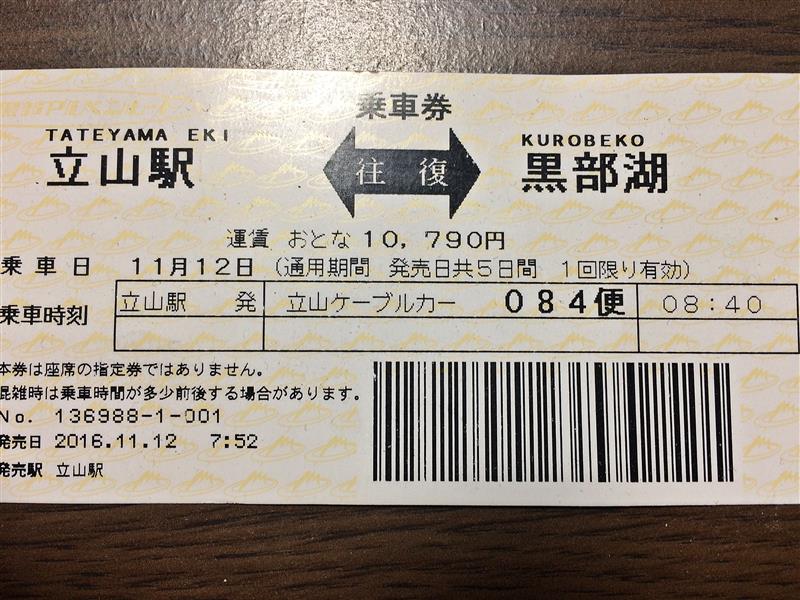 乗車券
TATEYAMA EKI
立山駅
往復
KUROBEKO
黒部湖
運賃 おとな 10,790円
乗車日 11月12日 (通用期間 発売日共5日間 1回限り有効)
乗車時刻 立山駅 発 立山ケーブルカー 084便 08:40
本券は座席の指定券ではありません。
混雑時は乗車時間が多少前後する場合があります。
No. 136988-1-001
発売日 2016.11.12 7:52
発売駅 立山駅